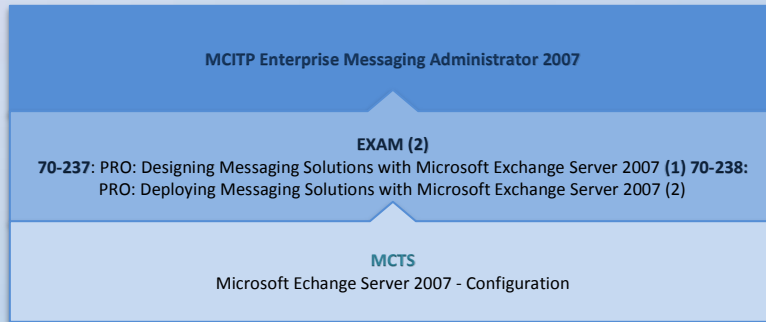 MCITP Enterprise Messaging Administrator 2007
EXAM (2)
70-237: PRO: Designing Messaging Solutions with Microsoft Exchange Server 2007 (1) 70-238:
PRO: Deploying Messaging Solutions with Microsoft Exchange Server 2007 (2)
MCTS
Microsoft Echange Server 2007 - Configuration